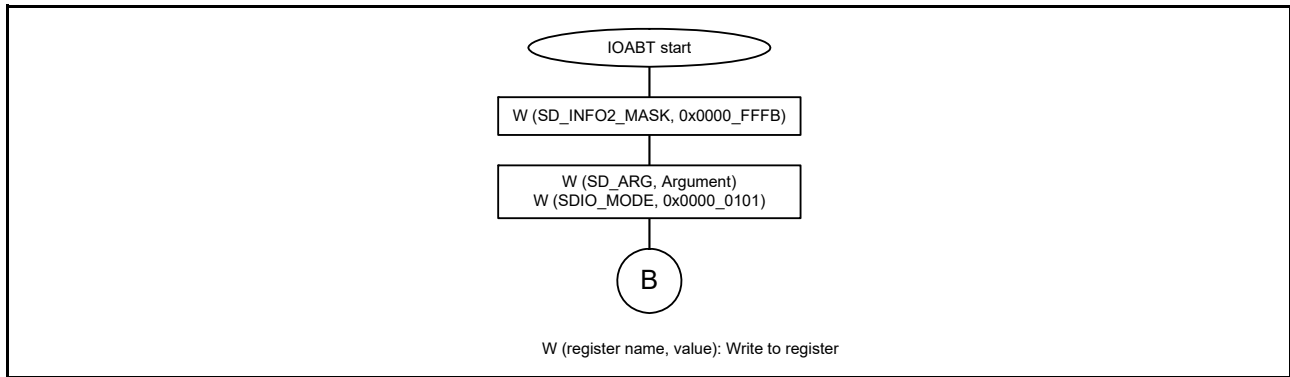 IOABT start
W (SD_INFO2_MASK, 0x0000_FFFB)
W (SD_ARG, Argument)
W (SDIO_MODE, 0x0000_0101)
B
W (register name, value): Write to register